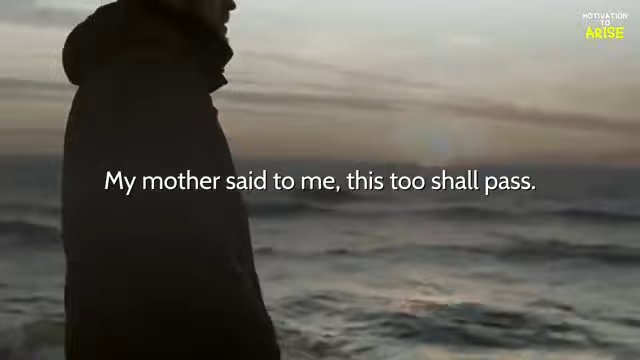 MOTIVATION
TO
ARISE
My mother said to me, this too shall pass.